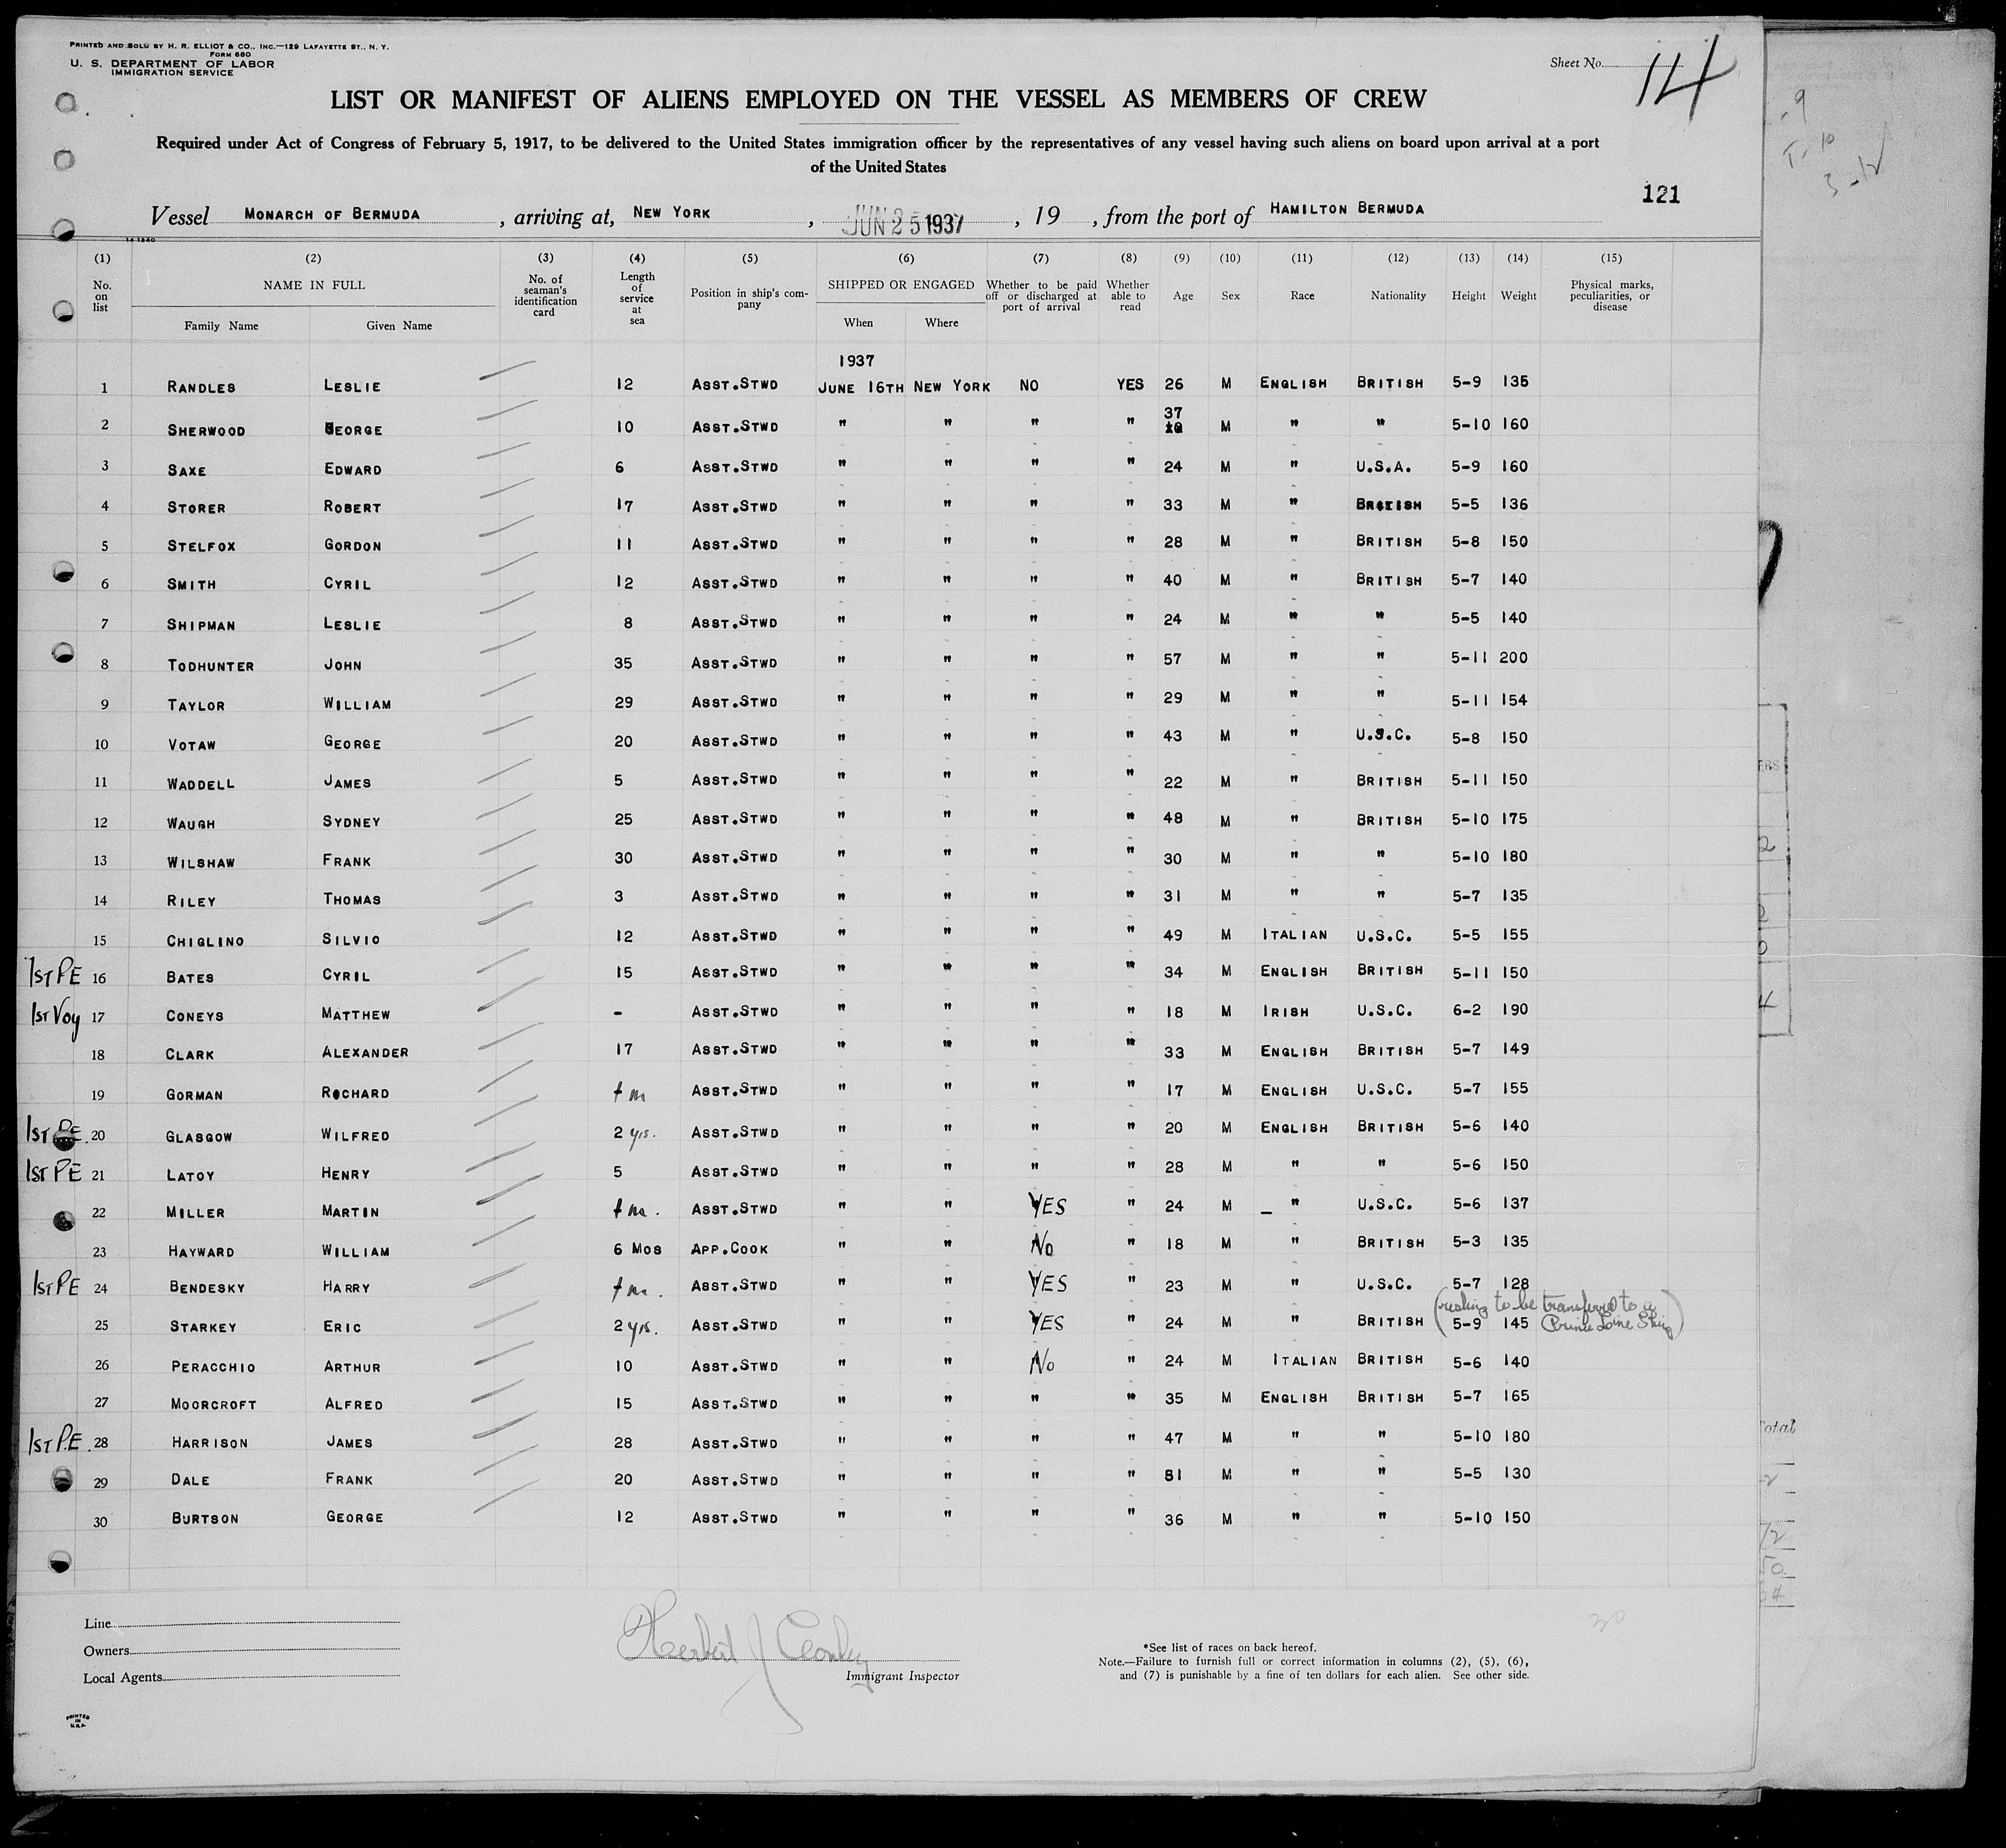 PRINTED AND SOLD BY H. R. ELLIOT & CO., INC.—129 LAFAYETTE ST., N. Y.
FORM 680
U. S. DEPARTMENT OF LABOR
IMMIGRATION SERVICE
Sheet No. 14
LIST OR MANIFEST OF ALIENS EMPLOYED ON THE VESSEL AS MEMBERS OF CREW
Required under Act of Congress of February 5, 1917, to be delivered to the United States immigration officer by the representatives of any vessel having such aliens on board upon arrival at a port
of the United States
121
Vessel MONARCH OF BERMUDA, arriving at, NEW YORK, JUN 25 1937, 19 , from the port of HAMILTON BERMUDA
(1) (2) (3) (4) (5) (6) (7) (8) (9) (10) (11) (12) (13) (14) (15)
No. on list NAME IN FULL Family Name Given Name No. of seaman's identification card Length of service at sea Position in ship's company SHIPPED OR ENGAGED When Where Whether to be paid off or discharged at port of arrival Whether able to read Age Sex Race Nationality Height Weight Physical marks, peculiarities, or disease
1937
1 RANDLES LESLIE 12 ASST.STWD JUNE 16TH NEW YORK NO YES 26 M ENGLISH BRITISH 5-9 135
37
2 SHERWOOD GEORGE 10 ASST.STWD " " " " M " " 5-10 160
3 SAXE EDWARD 6 ASST.STWD " " " " 24 M " U.S.A. 5-9 160
4 STORER ROBERT 17 ASST.STWD " " " " 33 M " BRITISH 5-5 136
5 STELFOX GORDON 11 ASST.STWD " " " " 28 M " BRITISH 5-8 150
6 SMITH CYRIL 12 ASST.STWD " " " " 40 M " BRITISH 5-7 140
7 SHIPMAN LESLIE 8 ASST.STWD " " " " 24 M " " 5-5 140
8 TODHUNTER JOHN 35 ASST.STWD " " " " 57 M " " 5-11 200
9 TAYLOR WILLIAM 29 ASST.STWD " " " " 29 M " " 5-11 154
10 VOTAW GEORGE 20 ASST.STWD " " " " 43 M " U.S.C. 5-8 150
11 WADDELL JAMES 5 ASST.STWD " " " " 22 M " BRITISH 5-11 150
12 WAUGH SYDNEY 25 ASST.STWD " " " " 48 M " BRITISH 5-10 175
13 WILSHAW FRANK 30 ASST.STWD " " " " 30 M " " 5-10 180
14 RILEY THOMAS 3 ASST.STWD " " " " 31 M " " 5-7 135
15 CHIGLINO SILVIO 12 ASST.STWD " " " " 49 M ITALIAN U.S.C. 5-5 155
1ST P.E 16 BATES CYRIL 15 ASST.STWD " " " " 34 M ENGLISH BRITISH 5-11 150
1ST Voy 17 CONEYS MATTHEW - ASST.STWD " " " " 18 M IRISH U.S.C. 6-2 190
18 CLARK ALEXANDER 17 ASST.STWD " " " " 33 M ENGLISH BRITISH 5-7 149
19 GORMAN RICHARD ASST.STWD " " " " 17 M ENGLISH U.S.C. 5-7 155
1ST P.E. 20 GLASGOW WILFRED 2 yrs. ASST.STWD " " " " 20 M ENGLISH BRITISH 5-6 140
1ST PE 21 LATOY HENRY 5 ASST.STWD " " " " 28 M " " 5-6 150
22 MILLER MARTIN ASST.STWD " " YES " 24 M " U.S.C. 5-6 137
23 HAYWARD WILLIAM 6 MOS APP.COOK " " No " 18 M " BRITISH 5-3 135
1ST PE 24 BENDESKY HARRY ASST.STWD " " YES " 23 M " U.S.C. 5-7 128
25 STARKEY ERIC 2 yrs. ASST.STWD " " YES " 24 M " BRITISH 5-9 145 ( to be transferred to a Prince Line Ship)
26 PERACCHIO ARTHUR 10 ASST.STWD " " No " 24 M ITALIAN BRITISH 5-6 140
27 MOORCROFT ALFRED 15 ASST.STWD " " " " 35 M ENGLISH BRITISH 5-7 165
1ST P.E. 28 HARRISON JAMES 28 ASST.STWD " " " " 47 M " " 5-10 180
29 DALE FRANK 20 ASST.STWD " " " " 81 M " " 5-5 130
30 BURTSON GEORGE 12 ASST.STWD " " " " 36 M " " 5-10 150
Line
Owners
Local Agents
Herbert J
Immigrant Inspector
*See list of races on back hereof.
Note.—Failure to furnish full or correct information in columns (2), (5), (6),
and (7) is punishable by a fine of ten dollars for each alien. See other side.
30
PRINTED
IN
U.S.A.